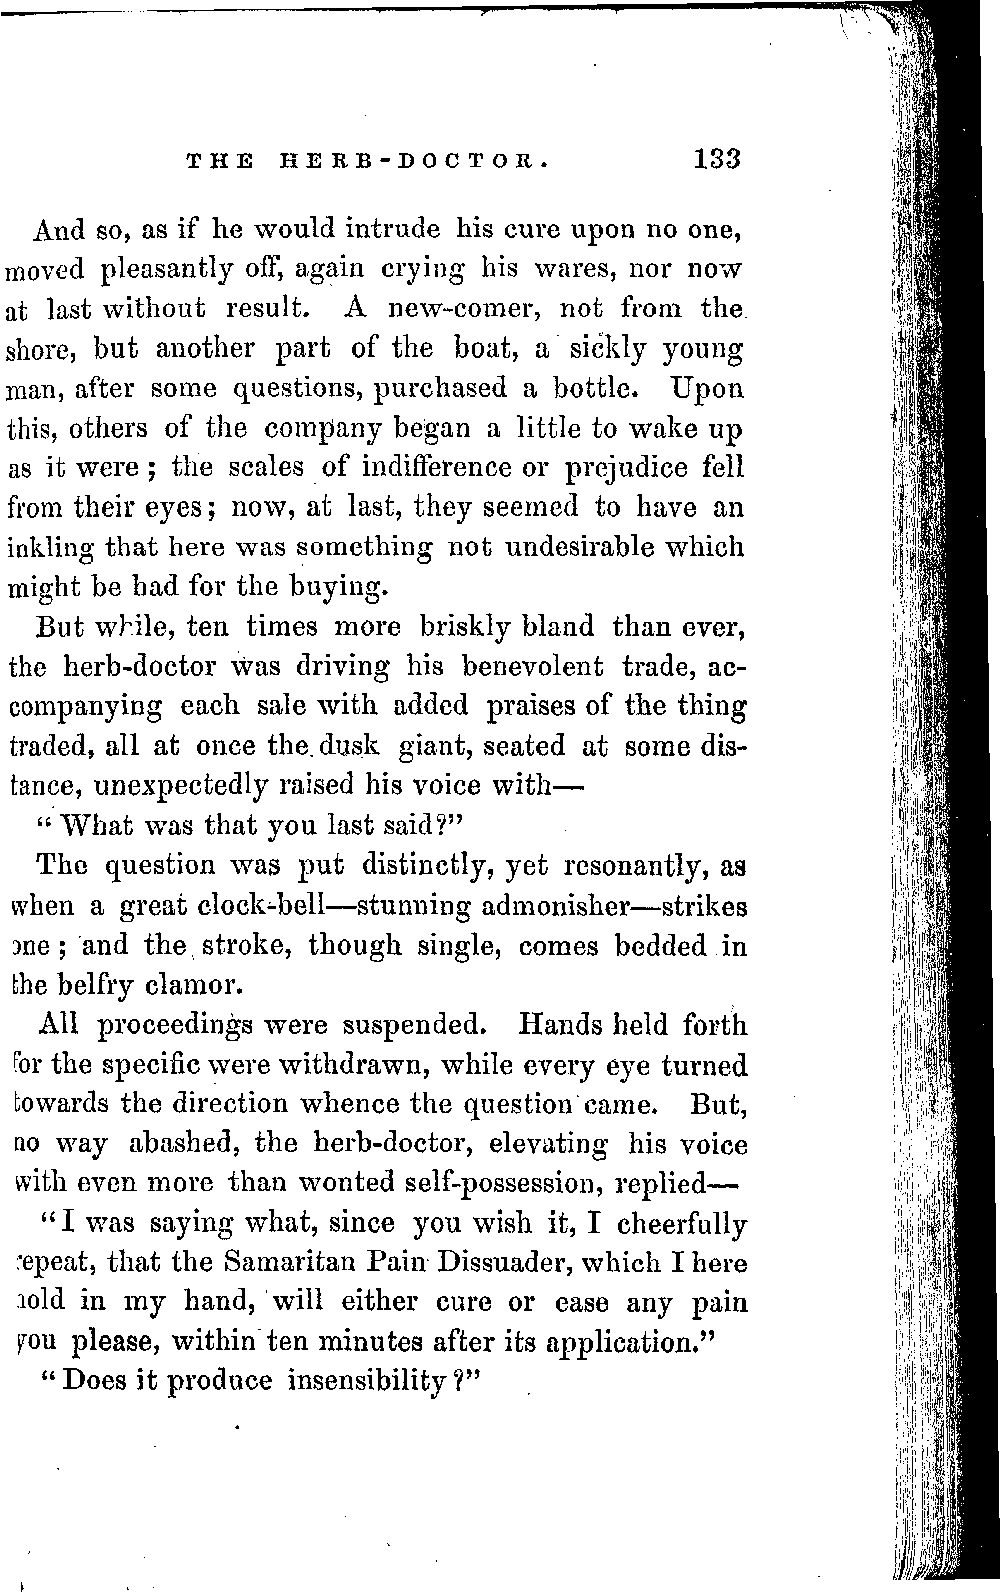 THE HERB-DOCTOR. 133
And so, as if he would intrude his cure upon no one,
moved pleasantly off, again crying his wares, nor now
at last without result. A new-comer, not from the
shore, but another part of the boat, a sickly young
man, after some questions, purchased a bottle. Upon
this, others of the company began a little to wake up
as it were; the scales of indifference or prejudice fell
from their eyes; now, at last, they seemed to have an
inkling that here was something not undesirable which
might be had for the buying.
But while, ten times more briskly bland than ever,
the herb-doctor was driving his benevolent trade, ac-
companying each sale with added praises of the thing
traded, all at once the dusk giant, seated at some dis-
tance, unexpectedly raised his voice with—
“What was that you last said?”
The question was put distinctly, yet resonantly, as
when a great clock-bell—stunning admonisher—strikes
one; and the stroke, though single, comes bedded in
the belfry clamor.
All proceedings were suspended. Hands held forth
for the specific were withdrawn, while every eye turned
towards the direction whence the question came. But,
no way abashed, the herb-doctor, elevating his voice
with even more than wonted self-possession, replied—
“I was saying what, since you wish it, I cheerfully
repeat, that the Samaritan Pain Dissuader, which I here
hold in my hand, will either cure or ease any pain
you please, within ten minutes after its application.”
“Does it produce insensibility?”